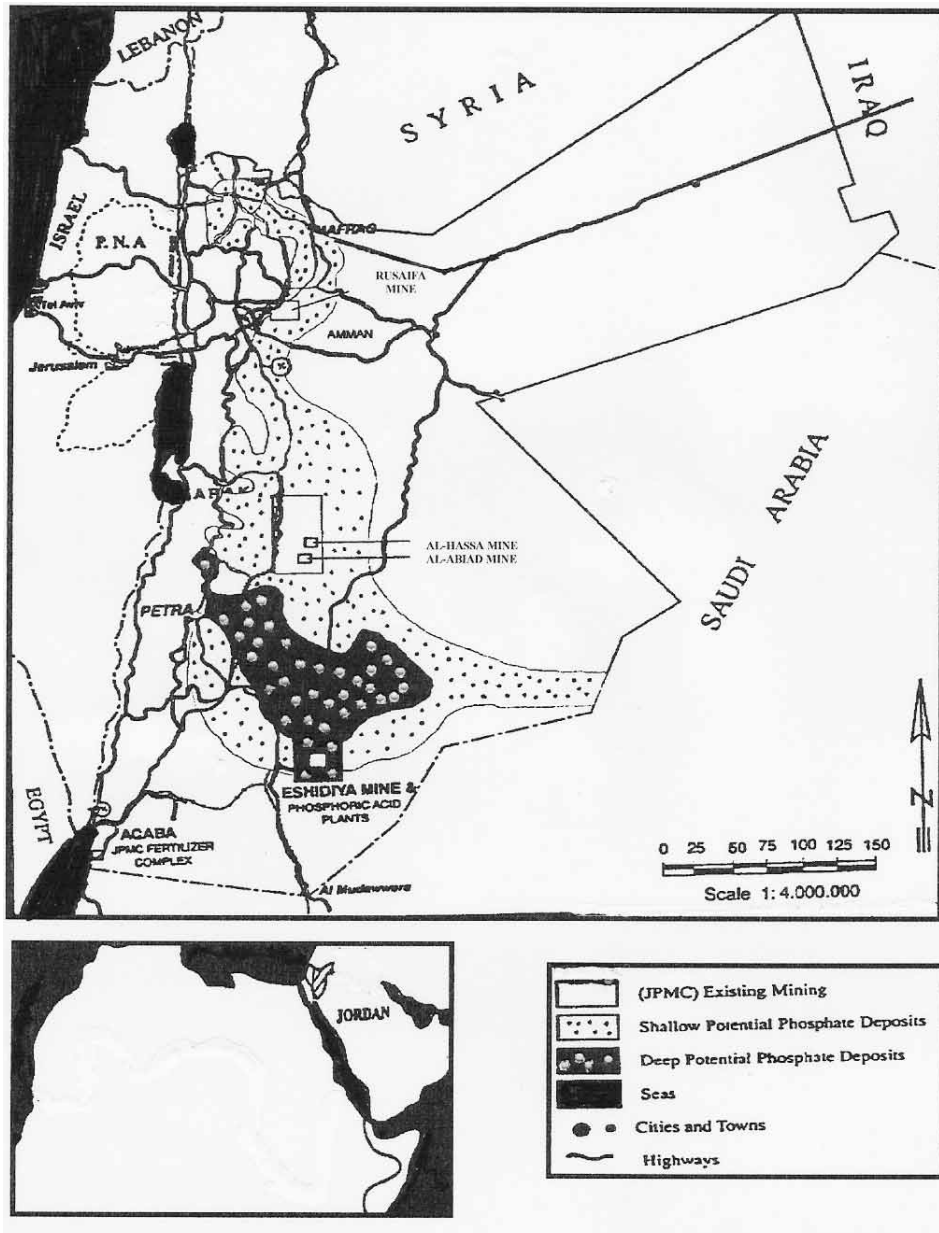 LEBANON
SYRIA
IRAQ
ISRAEL
P.N.A
MAFRAQ
RUSAIFA
MINE
Tel Aviv
AMMAN
Jerusalem
SAUDI ARABIA
AL-HASSA MINE
AL-ABIAD MINE
PETRA
ESHIDIYA MINE &
PHOSPHORIC ACID
PLANTS
EGYPT
AQABA
JPMC FERTILIZER
COMPLEX
Al Mudawwara
N
0 25 50 75 100 125 150
Scale 1: 4.000.000
JORDAN
(JPMC) Existing Mining
Shallow Potential Phosphate Deposits
Deep Potential Phosphate Deposits
Seas
Cities and Towns
Highways